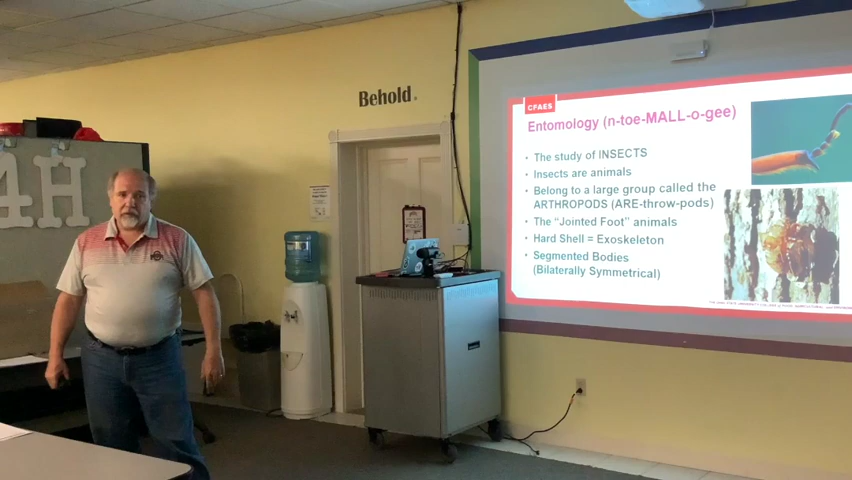 Behold.
4H
CFAES
Entomology (n-toe-MALL-o-gee)
• The study of INSECTS
• Insects are animals
• Belong to a large group called the
ARTHROPODS (ARE-throw-pods)
• The "Jointed Foot" animals
• Hard Shell = Exoskeleton
• Segmented Bodies
(Bilaterally Symmetrical)